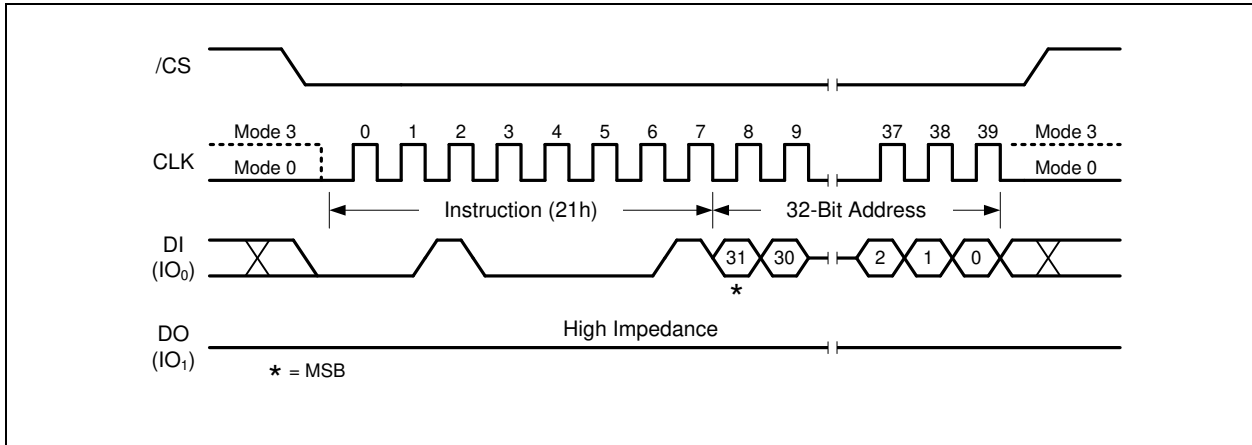 /CS
Mode 3 0 1 2 3 4 5 6 7 8 9 37 38 39 Mode 3
CLK
Mode 0 Mode 0
Instruction (21h) 32-Bit Address
DI
(IO₀)
31 30 2 1 0
*
High Impedance
DO
(IO₁)
* = MSB